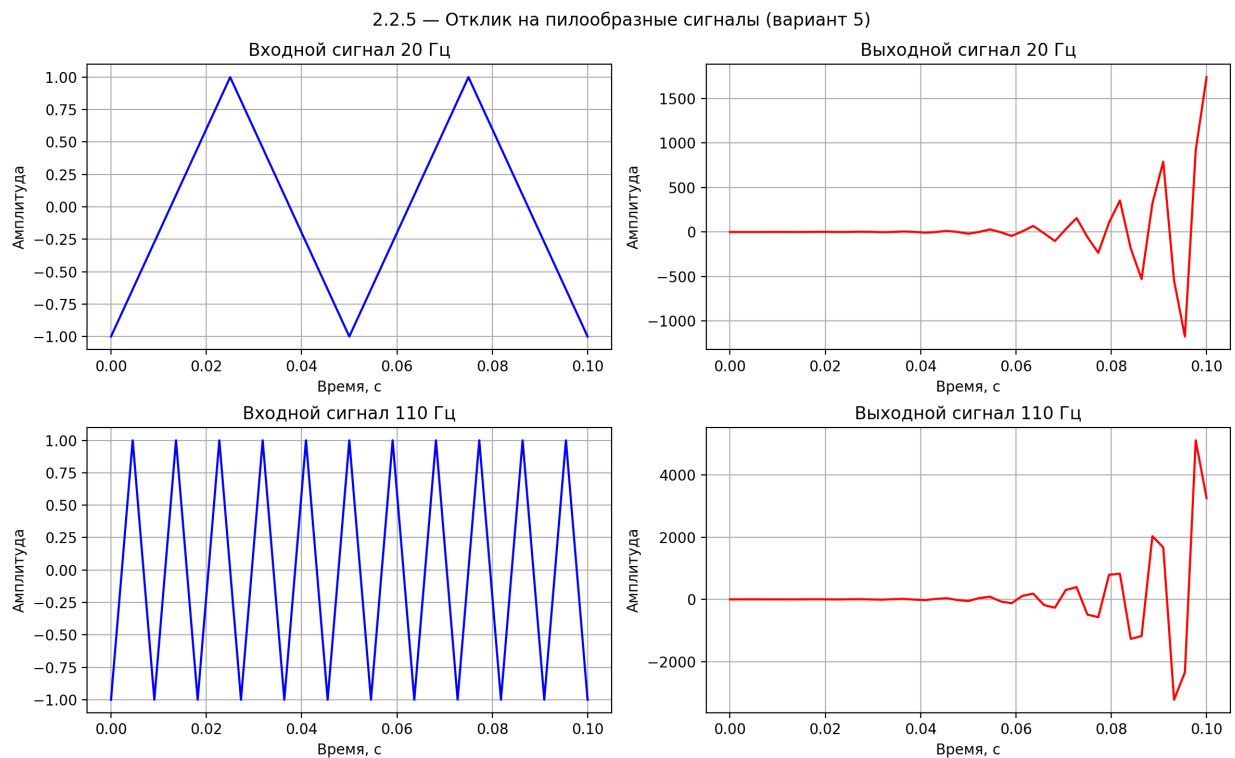 2.2.5 — Отклик на пилообразные сигналы (вариант 5)
Входной сигнал 20 Гц
1.00
0.75
0.50
0.25
0.00
−0.25
−0.50
−0.75
−1.00
Амплитуда
0.00 0.02 0.04 0.06 0.08 0.10
Время, с
Выходной сигнал 20 Гц
1500
1000
500
0
−500
−1000
Амплитуда
0.00 0.02 0.04 0.06 0.08 0.10
Время, с
Входной сигнал 110 Гц
1.00
0.75
0.50
0.25
0.00
−0.25
−0.50
−0.75
−1.00
Амплитуда
0.00 0.02 0.04 0.06 0.08 0.10
Время, с
Выходной сигнал 110 Гц
4000
2000
0
−2000
Амплитуда
0.00 0.02 0.04 0.06 0.08 0.10
Время, с